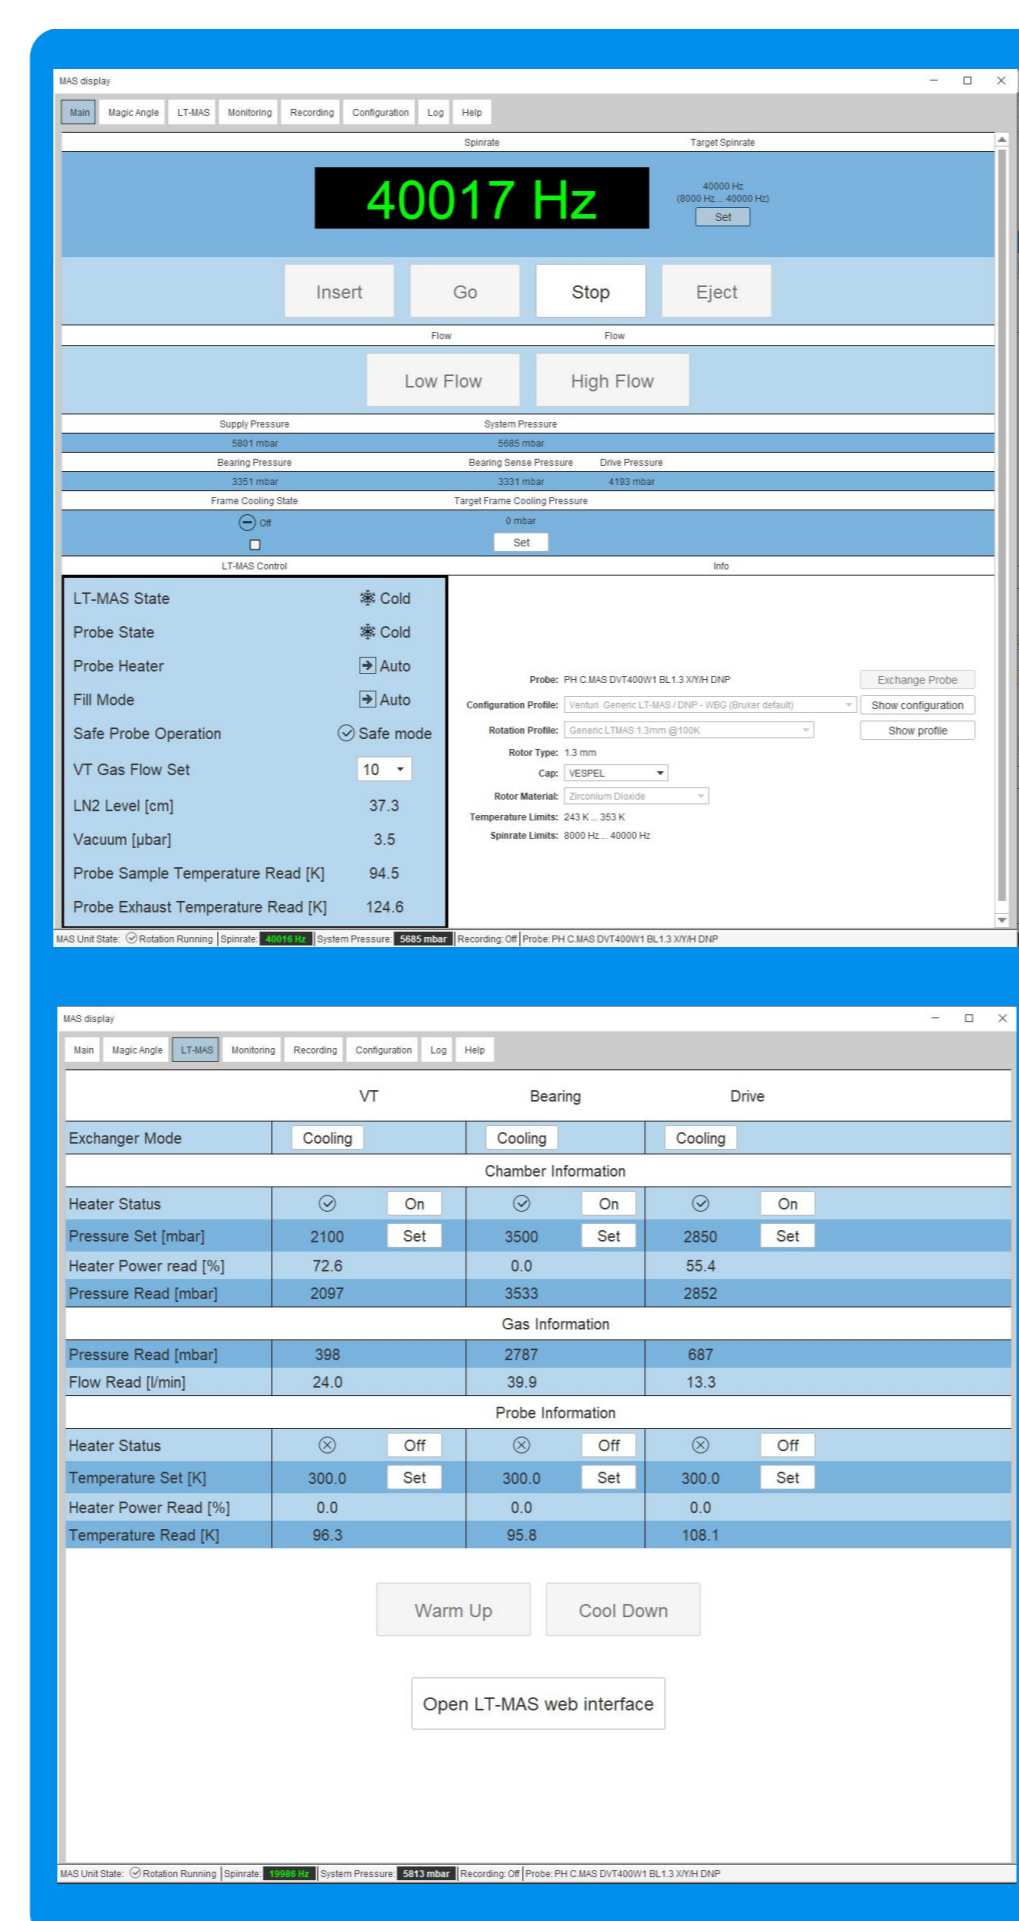 MAS display
Main Magic Angle LT-MAS Monitoring Recording Configuration Log Help
Spinrate Target Spinrate
40017 Hz
40000 Hz
(8000 Hz ... 40000 Hz)
Set
Insert Go Stop Eject
Flow Flow
Low Flow High Flow
Supply Pressure System Pressure
5801 mbar 5685 mbar
Bearing Pressure Bearing Sense Pressure Drive Pressure
3351 mbar 3331 mbar 4193 mbar
Frame Cooling State Target Frame Cooling Pressure
Off 0 mbar
Set
LT-MAS Control Info
LT-MAS State Cold
Probe State Cold
Probe Heater Auto
Fill Mode Auto
Safe Probe Operation Safe mode
VT Gas Flow Set 10
LN2 Level [cm] 37.3
Vacuum [µbar] 3.5
Probe Sample Temperature Read [K] 94.5
Probe Exhaust Temperature Read [K] 124.6
Probe: PH C.MAS DVT400W1 BL1.3 X/Y/H DNP Exchange Probe
Configuration Profile: Venturi Generic LT-MAS / DNP - WBG (Bruker default) Show configuration
Rotation Profile: Generic LTMAS 1.3mm @100K Show profile
Rotor Type: 1.3 mm
Cap: VESPEL
Rotor Material: Zirconium Dioxide
Temperature Limits: 243 K ... 353 K
Spinrate Limits: 8000 Hz ... 40000 Hz
MAS Unit State: Rotation Running Spinrate: 40016 Hz System Pressure: 5685 mbar Recording: Off Probe: PH C.MAS DVT400W1 BL1.3 X/Y/H DNP
MAS display
Main Magic Angle LT-MAS Monitoring Recording Configuration Log Help
VT Bearing Drive
Exchanger Mode Cooling Cooling Cooling
Chamber Information
Heater Status On On On
Pressure Set [mbar] 2100 Set 3500 Set 2850 Set
Heater Power read [%] 72.6 0.0 55.4
Pressure Read [mbar] 2097 3533 2852
Gas Information
Pressure Read [mbar] 398 2787 687
Flow Read [l/min] 24.0 39.9 13.3
Probe Information
Heater Status Off Off Off
Temperature Set [K] 300.0 Set 300.0 Set 300.0 Set
Heater Power Read [%] 0.0 0.0 0.0
Temperature Read [K] 96.3 95.8 108.1
Warm Up Cool Down
Open LT-MAS web interface
MAS Unit State: Rotation Running Spinrate: 19986 Hz System Pressure: 5813 mbar Recording: Off Probe: PH C.MAS DVT400W1 BL1.3 X/Y/H DNP